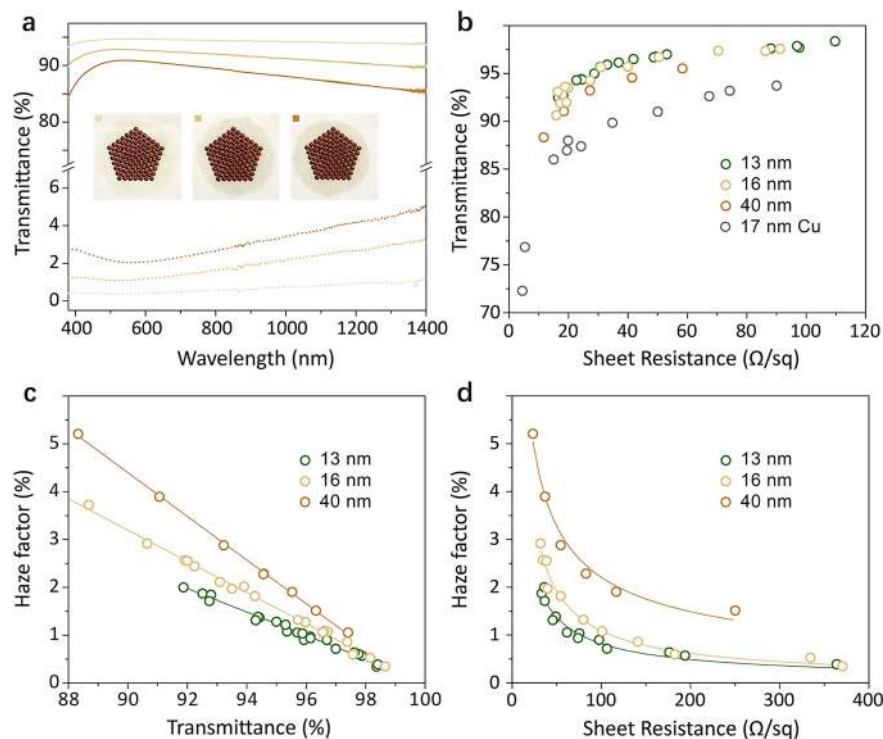 a
Transmittance (%)
90
80
6
4
2
0
400
600
800
1000
1200
1400
Wavelength (nm)
b
Transmittance (%)
100
95
90
85
80
75
70
0
20
40
60
80
100
120
Sheet Resistance (Ω/sq)
13 nm
16 nm
40 nm
17 nm Cu
c
Haze factor (%)
5
4
3
2
1
0
88
90
92
94
96
98
100
Transmittance (%)
13 nm
16 nm
40 nm
d
Haze factor (%)
5
4
3
2
1
0
0
100
200
300
400
Sheet Resistance (Ω/sq)
13 nm
16 nm
40 nm